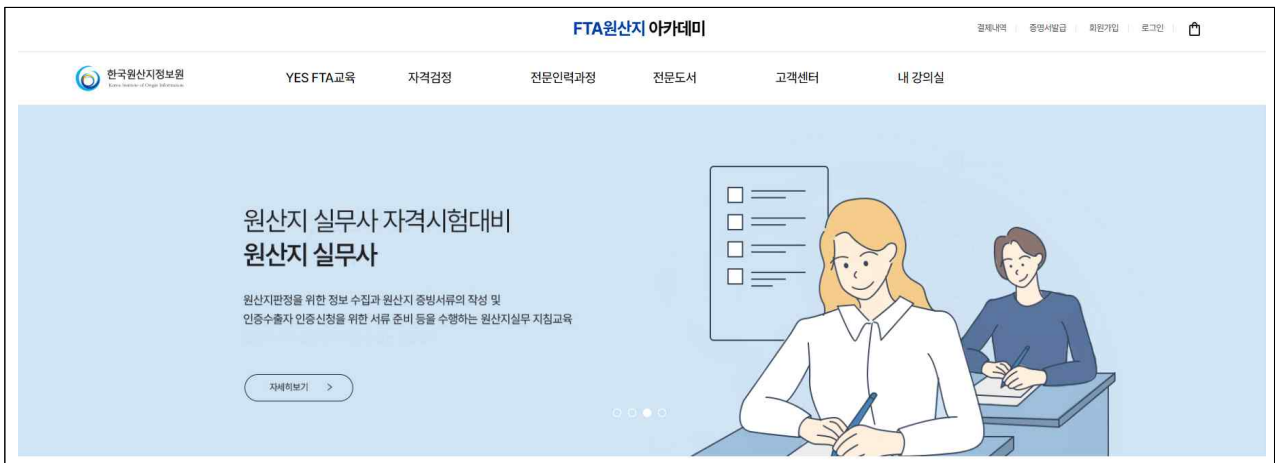 FTA원산지 아카데미
결제내역
증명서발급
회원가입
로그인
한국원산지정보원
Korea Institute of Origin Information
YES FTA교육
자격검정
전문인력과정
전문도서
고객센터
내 강의실
원산지 실무사 자격시험대비
원산지 실무사
원산지판정을 위한 정보 수집과 원산지 증빙서류의 작성 및
인증수출자 인증신청을 위한 서류 준비 등을 수행하는 원산지실무 지침교육
자세히보기 >